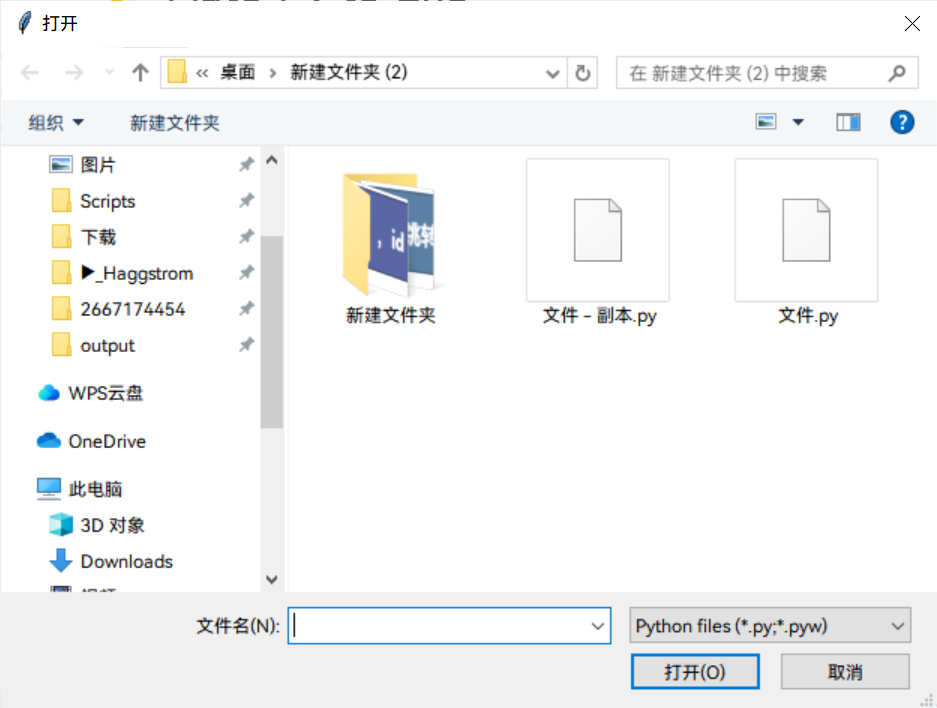 打开
« 桌面 › 新建文件夹 (2)
在 新建文件夹 (2) 中搜索
组织
新建文件夹
?
图片
Scripts
下载
▶_Haggstrom
2667174454
output
WPS云盘
OneDrive
此电脑
3D 对象
Downloads
, id
跳转
新建文件夹
文件 - 副本.py
文件.py
文件名(N):
Python files (*.py;*.pyw)
打开(O)
取消